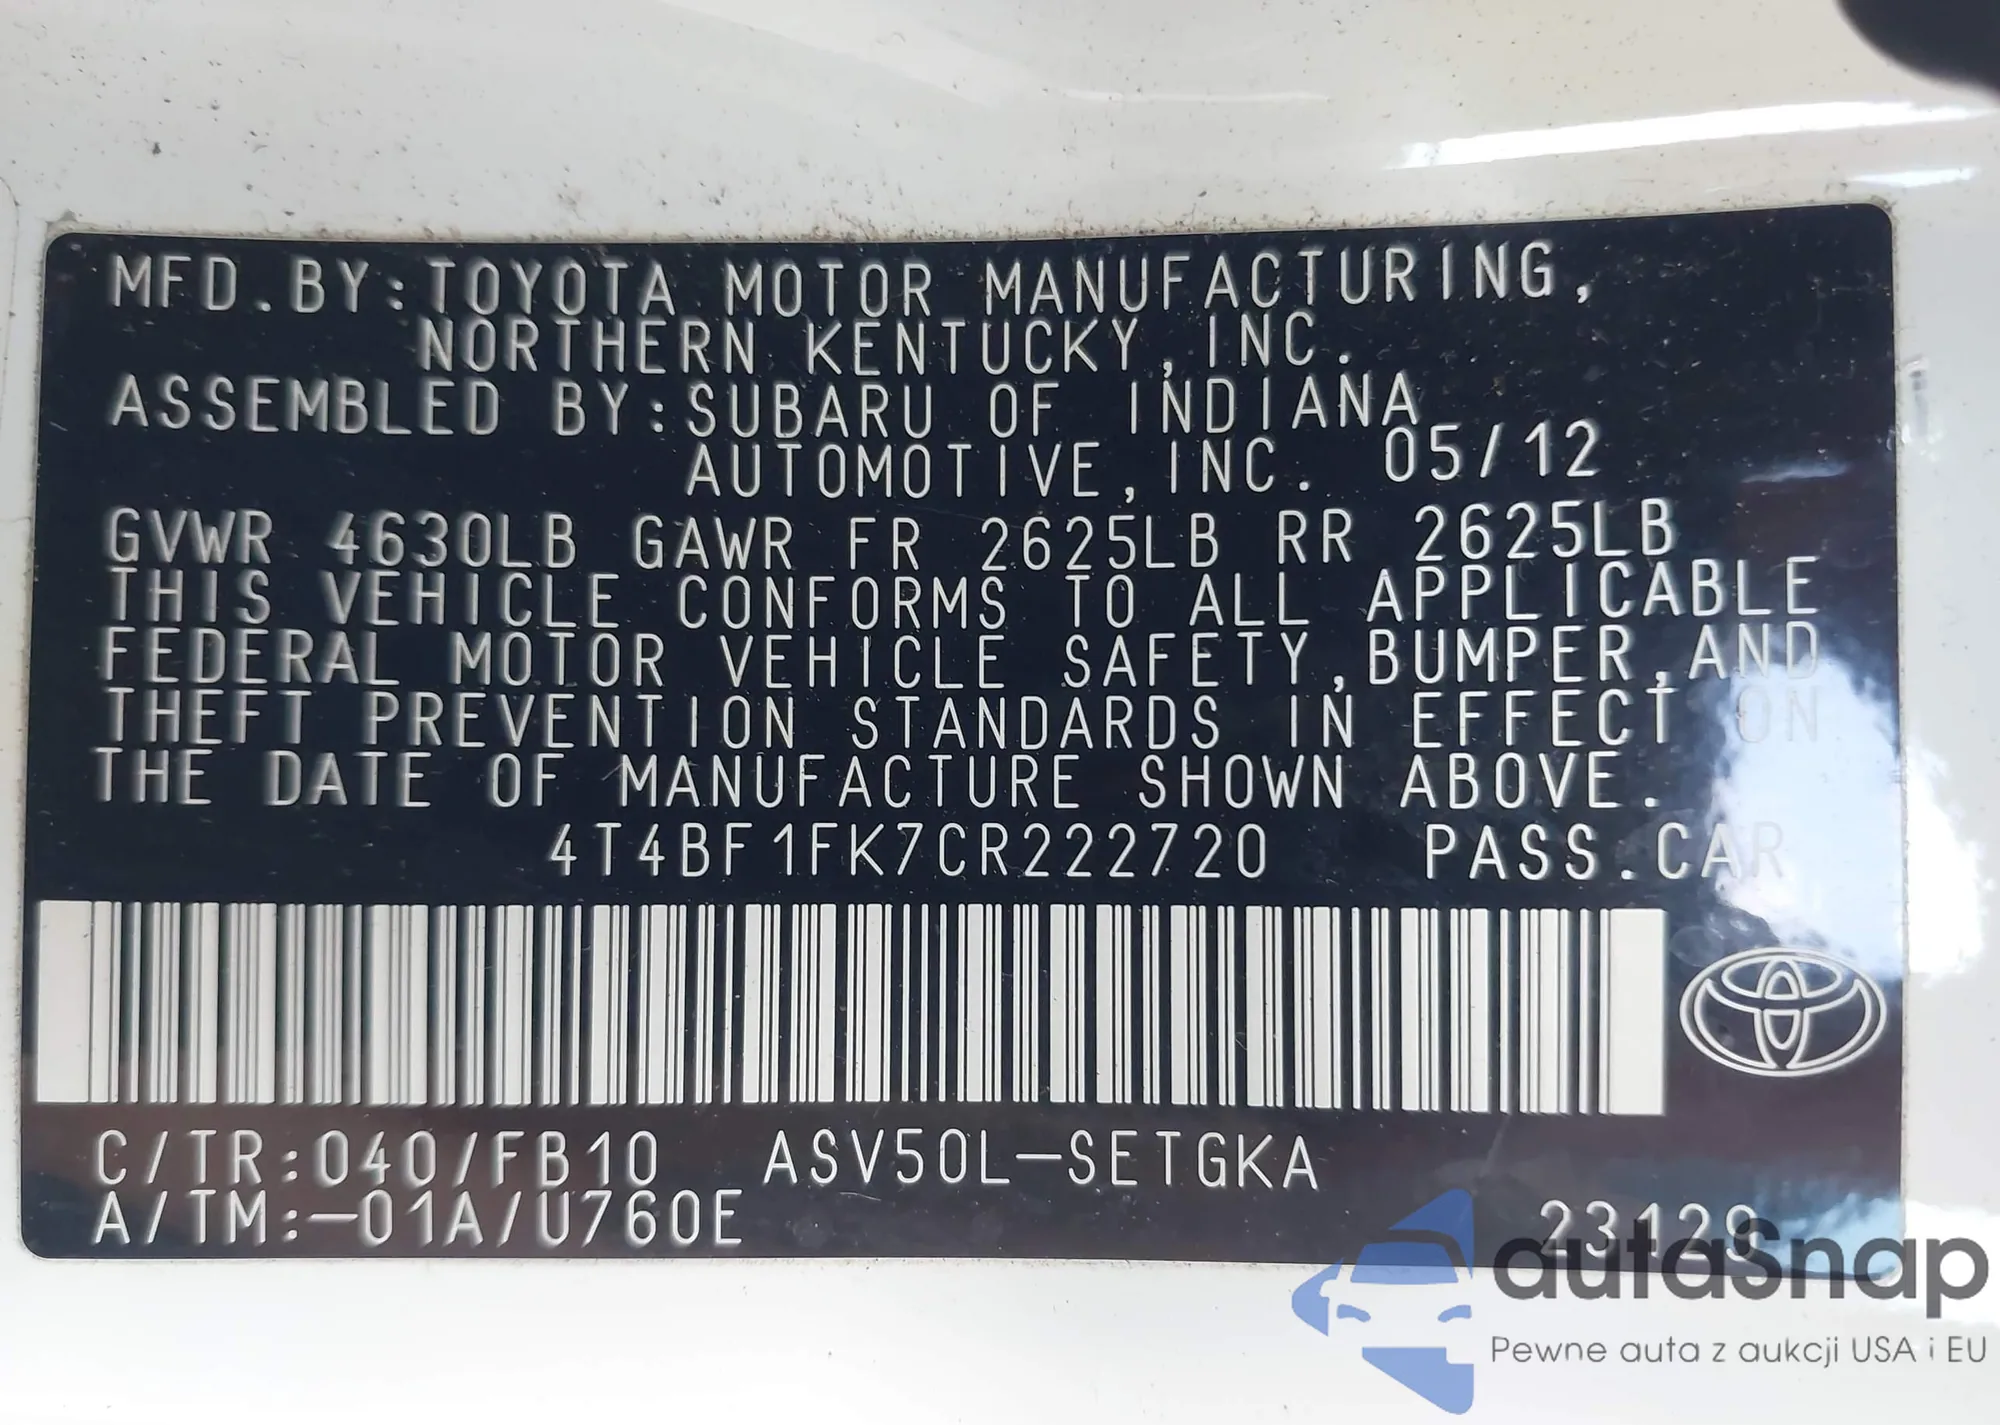 MFD.BY:TOYOTA MOTOR MANUFACTURING,
NORTHERN KENTUCKY,INC.
ASSEMBLED BY:SUBARU OF INDIANA
AUTOMOTIVE,INC. 05/12
GVWR 4630LB GAWR FR 2625LB RR 2625LB
THIS VEHICLE CONFORMS TO ALL APPLICABLE
FEDERAL MOTOR VEHICLE SAFETY,BUMPER,AND
THEFT PREVENTION STANDARDS IN EFFECT ON
THE DATE OF MANUFACTURE SHOWN ABOVE.
4T4BF1FK7CR222720 PASS.CAR
C/TR:040/FB10 ASV50L-SETGKA
A/TM:-01A/U760E
23129
autaSnap
Pewne auta z aukcji USA i EU